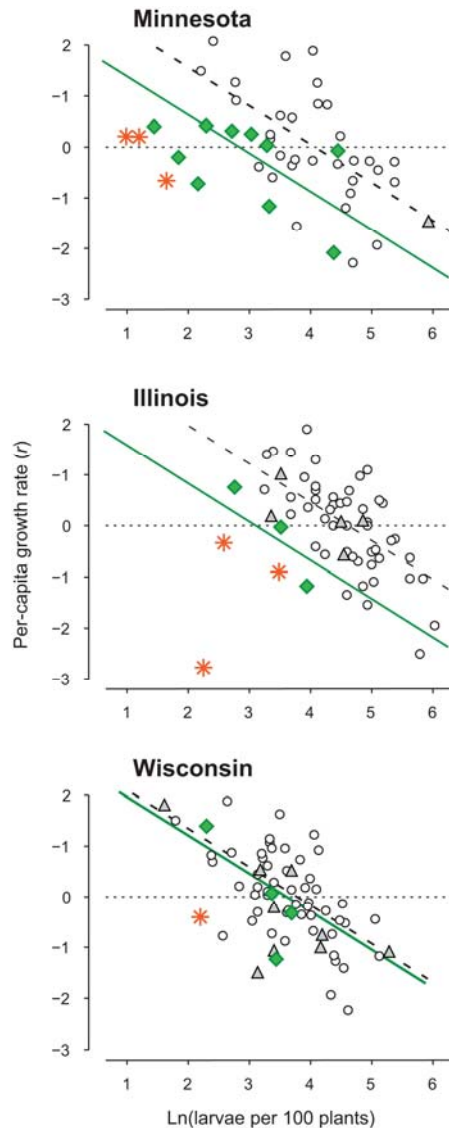 Minnesota
2
–1
0
–1
–2
–3
1 2 3 4 5 6
Illinois
2
–1
0
–1
–2
–3
1 2 3 4 5 6
Per-capita growth rate (r)
Wisconsin
2
–1
0
–1
–2
–3
1 2 3 4 5 6
Ln(larvae per 100 plants)